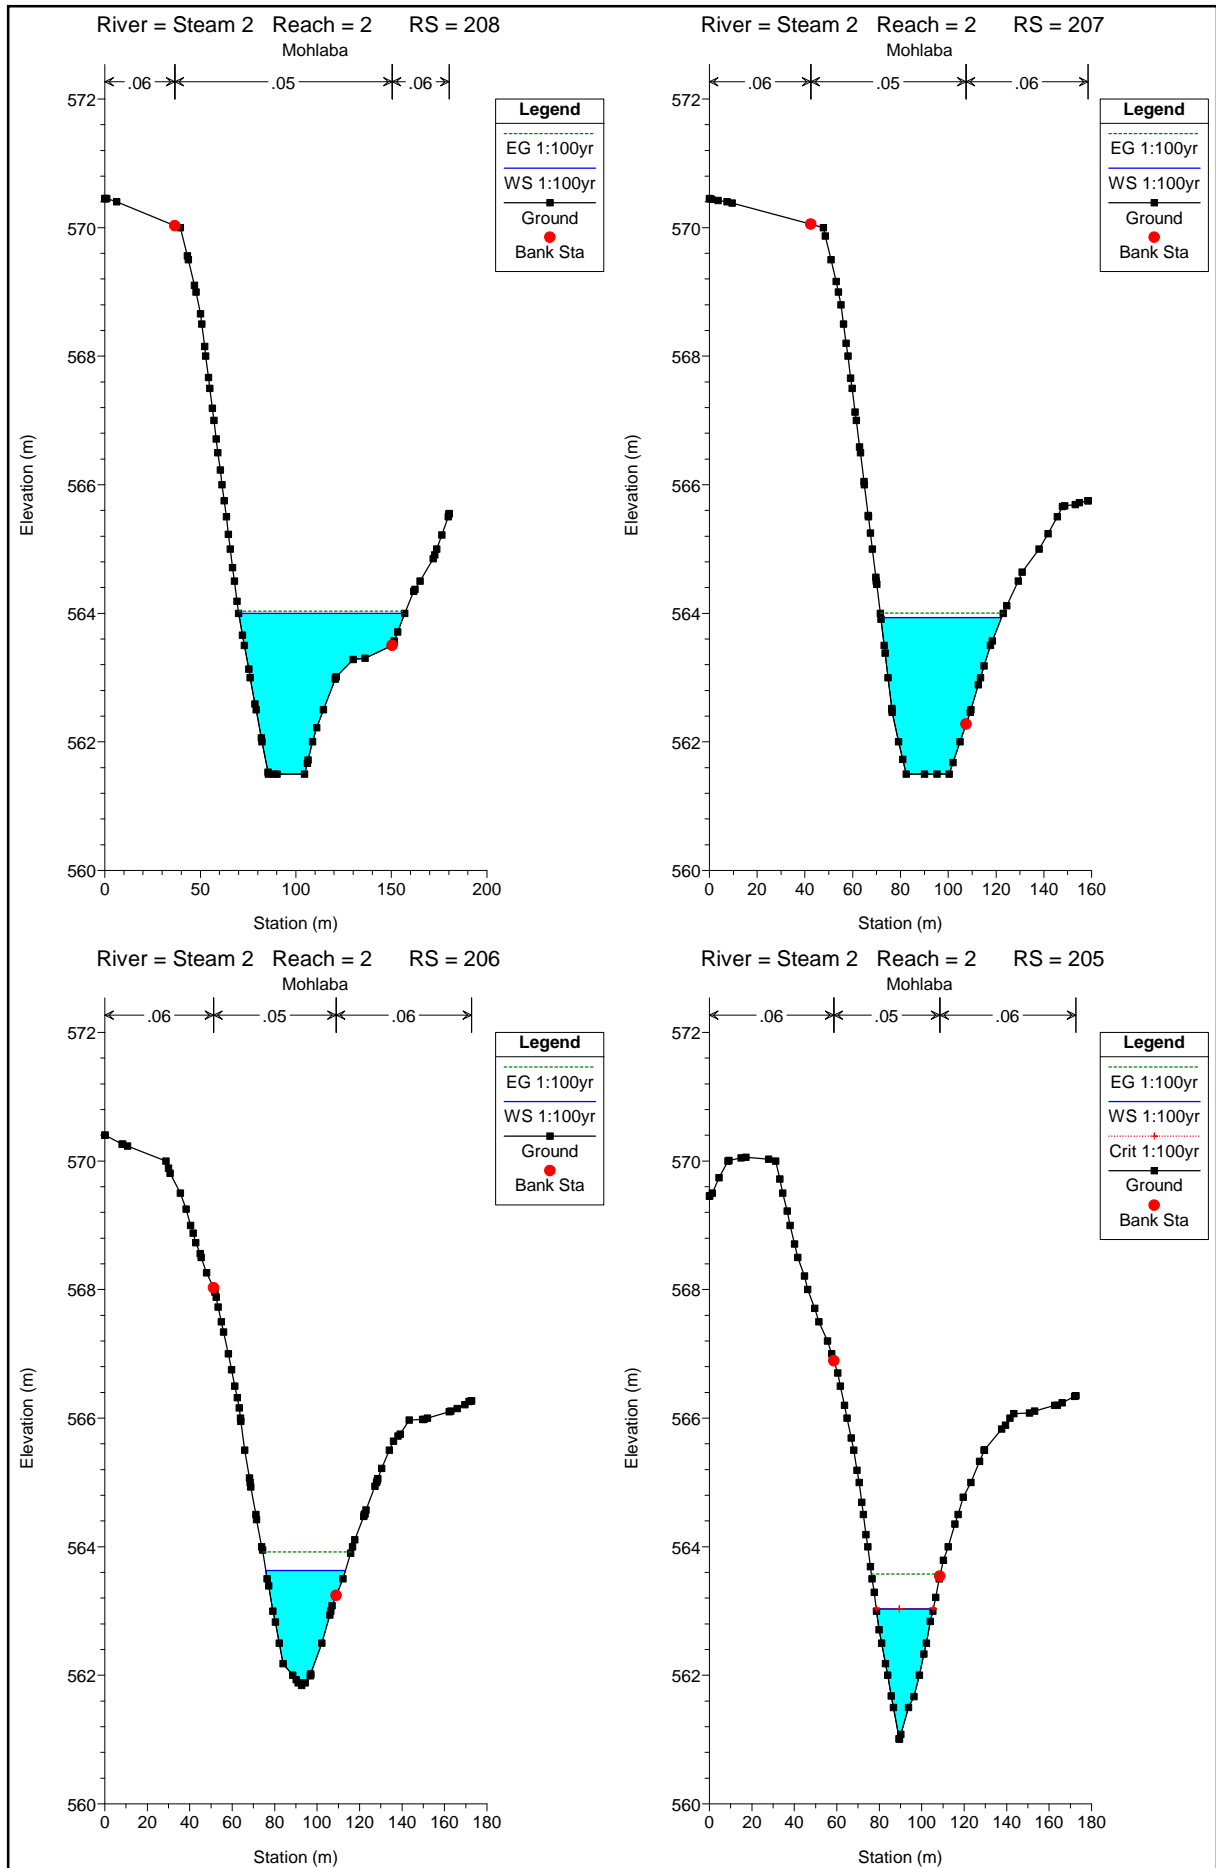 River = Steam 2 Reach = 2 RS = 208
Mohlaba
.06 .05 .06
Legend
EG 1:100yr
WS 1:100yr
Ground
Bank Sta
572
570
568
566
564
562
560
Elevation (m)
0 50 100 150 200
Station (m)
River = Steam 2 Reach = 2 RS = 207
Mohlaba
.06 .05 .06
Legend
EG 1:100yr
WS 1:100yr
Ground
Bank Sta
572
570
568
566
564
562
560
Elevation (m)
0 20 40 60 80 100 120 140 160
Station (m)
River = Steam 2 Reach = 2 RS = 206
Mohlaba
.06 .05 .06
Legend
EG 1:100yr
WS 1:100yr
Ground
Bank Sta
572
570
568
566
564
562
560
Elevation (m)
0 20 40 60 80 100 120 140 160 180
Station (m)
River = Steam 2 Reach = 2 RS = 205
Mohlaba
.06 .05 .06
Legend
EG 1:100yr
WS 1:100yr
Crit 1:100yr
Ground
Bank Sta
572
570
568
566
564
562
560
Elevation (m)
0 20 40 60 80 100 120 140 160 180
Station (m)